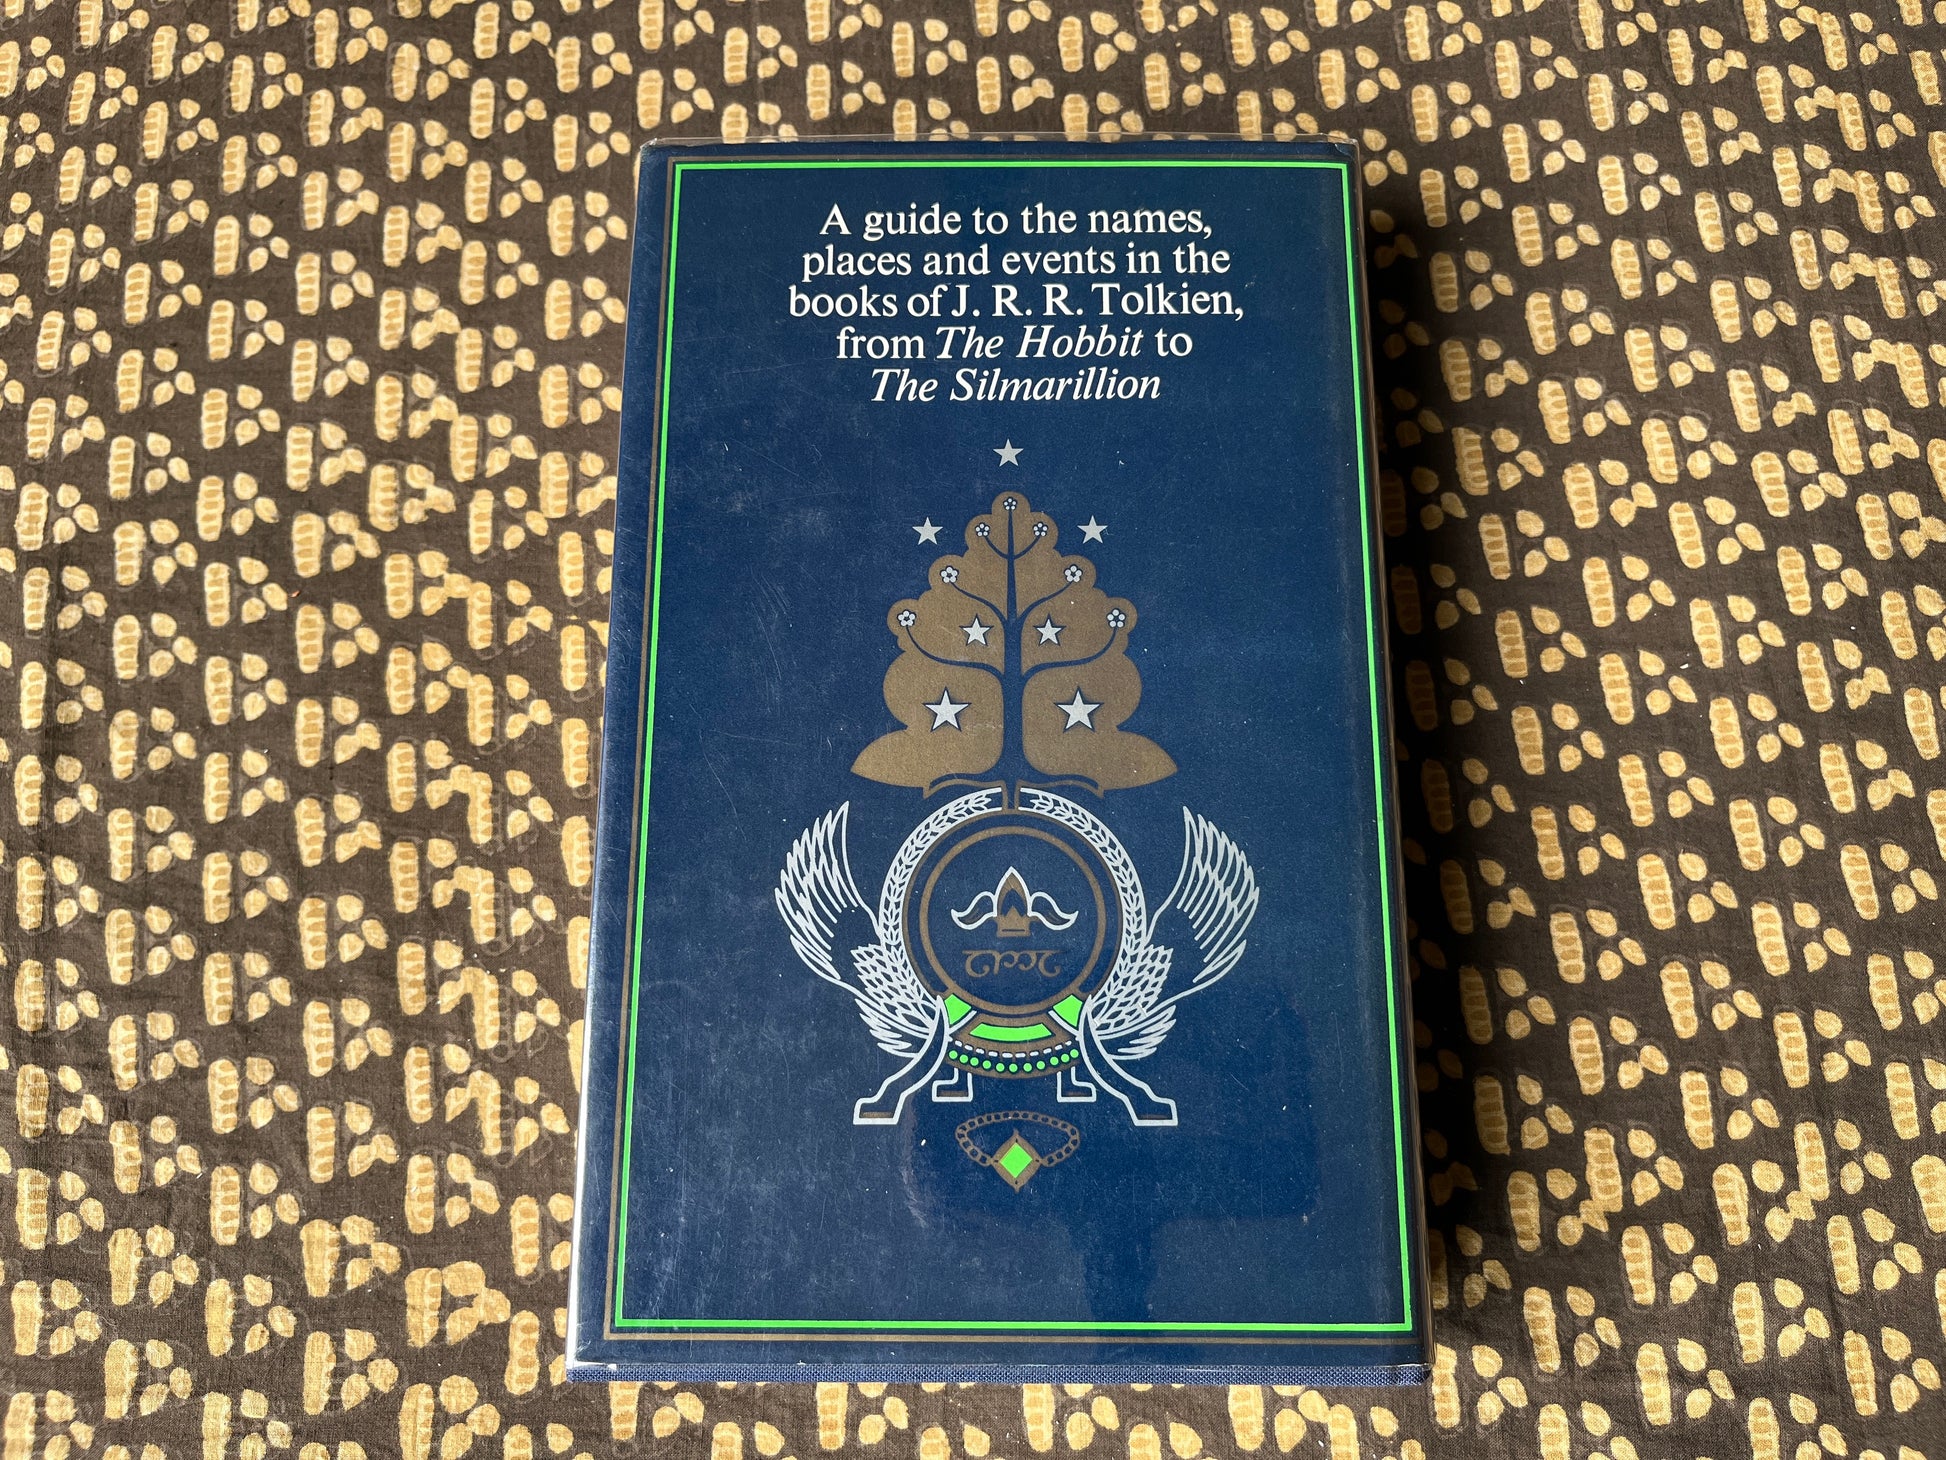 A guide to the names,
places and events in the
books of J. R. R. Tolkien,
from The Hobbit to
The Silmarillion